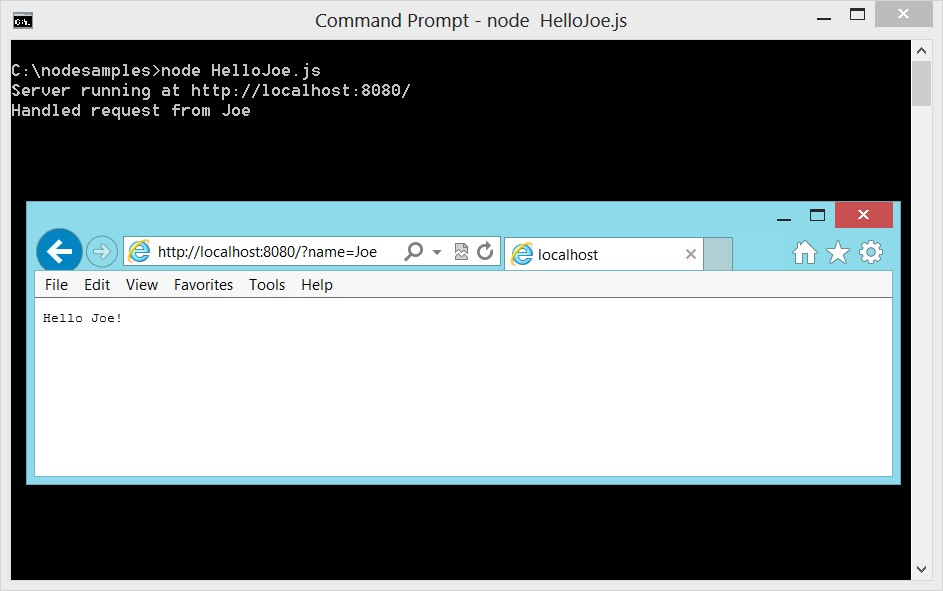 Command Prompt - node  HelloJoe.js
C:\nodesamples>node HelloJoe.js
Server running at http://localhost:8080/
Handled request from Joe
http://localhost:8080/?name=Joe
localhost
File Edit View Favorites Tools Help
Hello Joe!